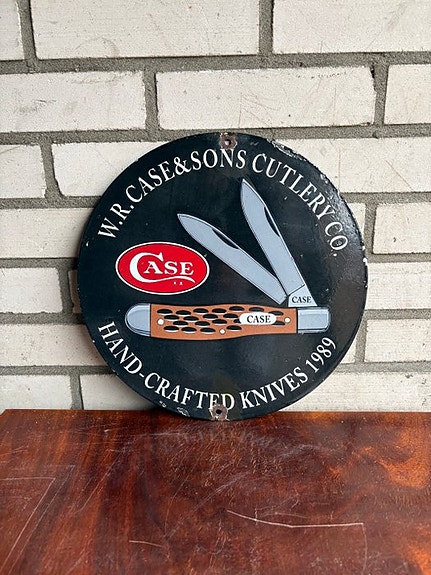 W.R.CASE&SONS CUTLERY CO.
CASE
CASE
CASE
HAND-CRAFTED KNIVES 1989